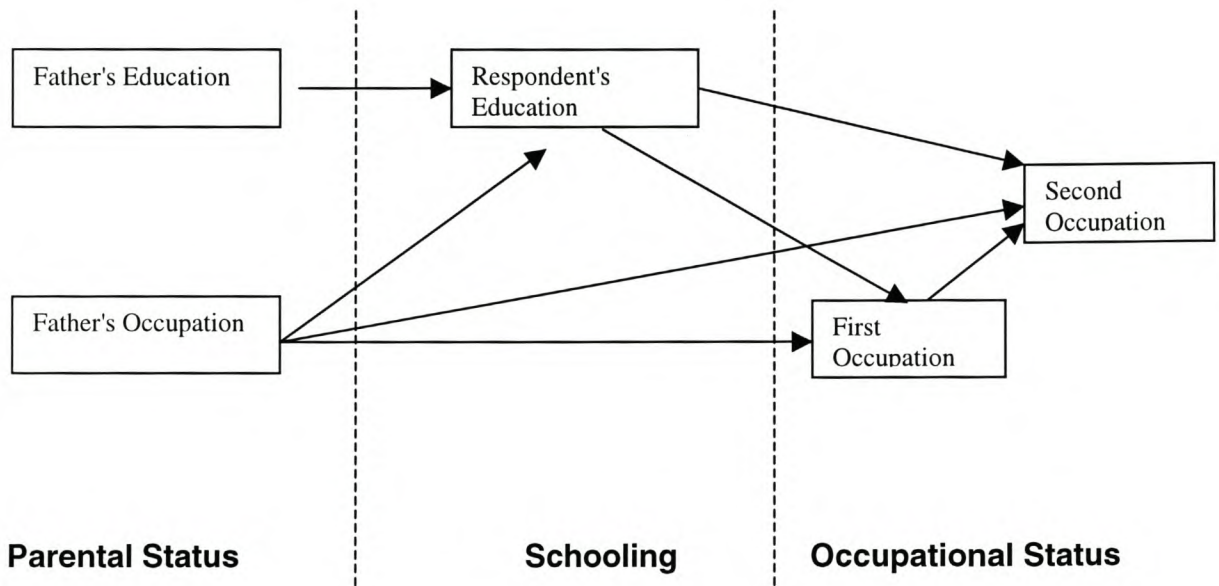 Father's Education
Respondent's
Education
Second
Occupation
Father's Occupation
First
Occupation
Parental Status
Schooling
Occupational Status